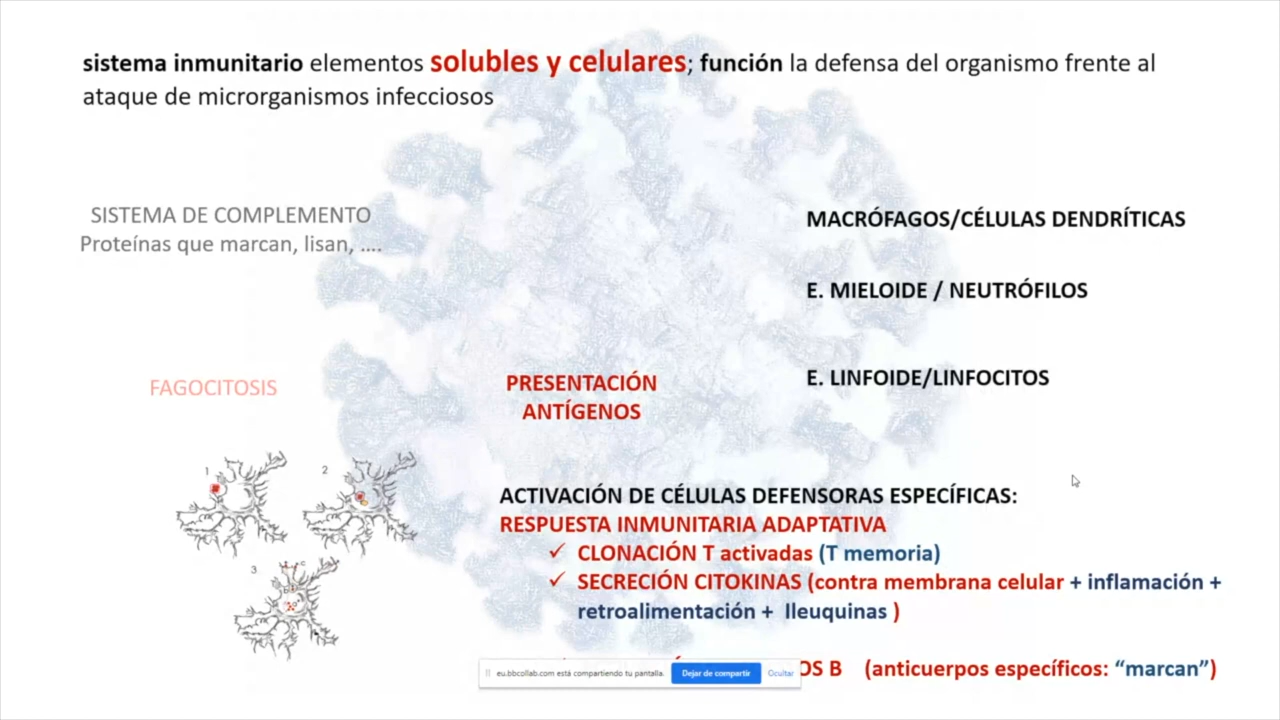 sistema inmunitario elementos solubles y celulares; función la defensa del organismo frente al
ataque de microrganismos infecciosos
SISTEMA DE COMPLEMENTO
Proteínas que marcan, lisan, ....
MACRÓFAGOS/CÉLULAS DENDRÍTICAS
E. MIELOIDE / NEUTRÓFILOS
E. LINFOIDE/LINFOCITOS
FAGOCITOSIS
PRESENTACIÓN
ANTÍGENOS
1
2
3
ACTIVACIÓN DE CÉLULAS DEFENSORAS ESPECÍFICAS:
RESPUESTA INMUNITARIA ADAPTATIVA
✓ CLONACIÓN T activadas (T memoria)
✓ SECRECIÓN CITOKINAS (contra membrana celular + inflamación +
retroalimentación + Ileuquinas )
OS B (anticuerpos específicos: “marcan”)
eu.bbcollab.com está compartiendo tu pantalla.
Dejar de compartir
Ocultar